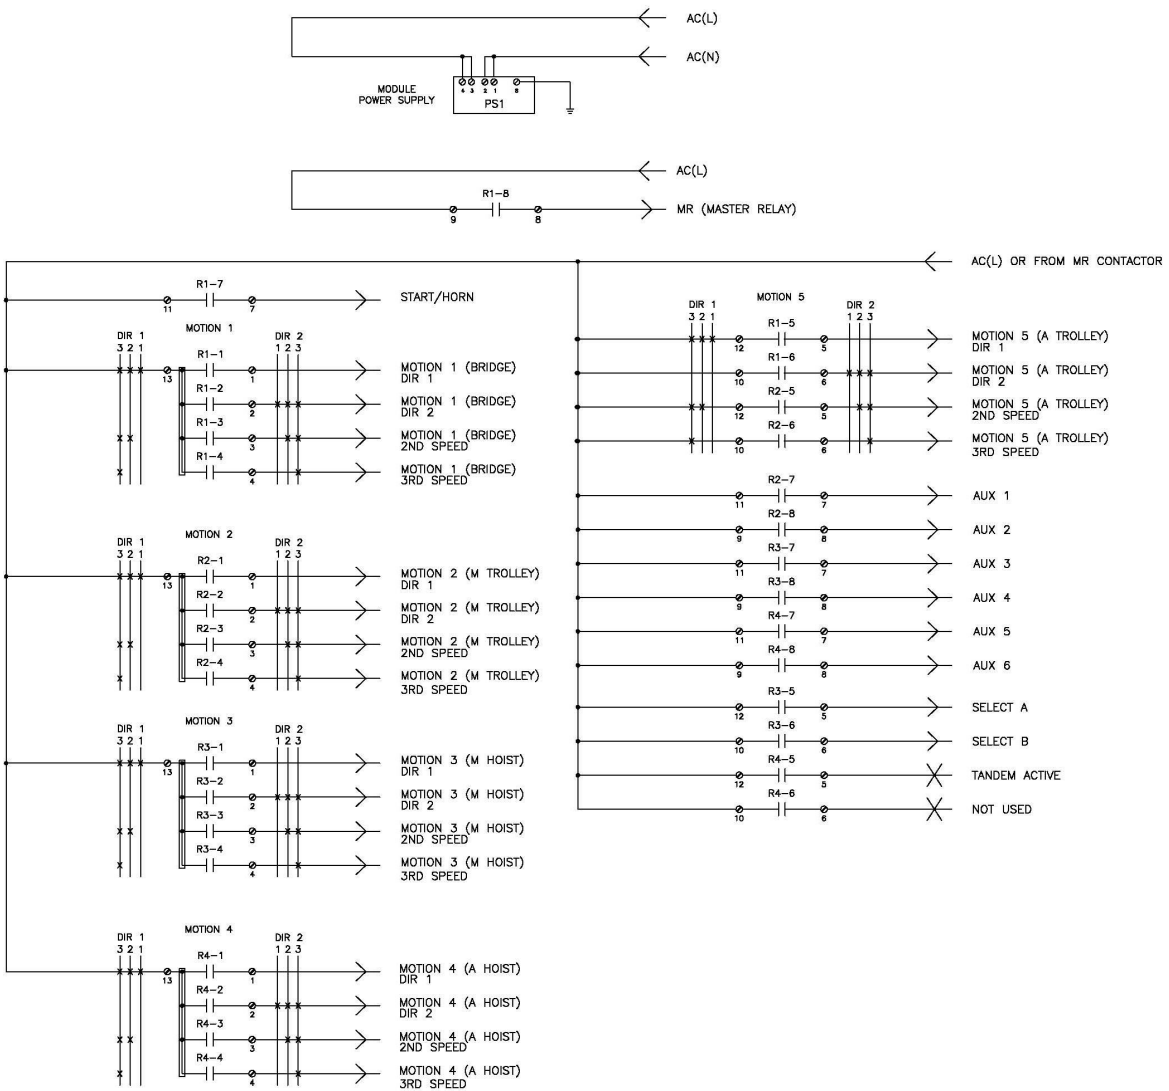 AC(L)
AC(N)
MODULE
POWER SUPPLY
4 3 2 1 8
PS1
AC(L)
R1-8
9 8
MR (MASTER RELAY)
AC(L) OR FROM MR CONTACTOR
R1-7
11 7
START/HORN
MOTION 1
DIR 1
3 2 1
DIR 2
1 2 3
R1-1
13 1
MOTION 1 (BRIDGE)
DIR 1
R1-2
2
MOTION 1 (BRIDGE)
DIR 2
R1-3
3
MOTION 1 (BRIDGE)
2ND SPEED
R1-4
4
MOTION 1 (BRIDGE)
3RD SPEED
MOTION 2
DIR 1
3 2 1
DIR 2
1 2 3
R2-1
13 1
MOTION 2 (M TROLLEY)
DIR 1
R2-2
2
MOTION 2 (M TROLLEY)
DIR 2
R2-3
3
MOTION 2 (M TROLLEY)
2ND SPEED
R2-4
4
MOTION 2 (M TROLLEY)
3RD SPEED
MOTION 3
DIR 1
3 2 1
DIR 2
1 2 3
R3-1
13 1
MOTION 3 (M HOIST)
DIR 1
R3-2
2
MOTION 3 (M HOIST)
DIR 2
R3-3
3
MOTION 3 (M HOIST)
2ND SPEED
R3-4
4
MOTION 3 (M HOIST)
3RD SPEED
MOTION 4
DIR 1
3 2 1
DIR 2
1 2 3
R4-1
13 1
MOTION 4 (A HOIST)
DIR 1
R4-2
2
MOTION 4 (A HOIST)
DIR 2
R4-3
3
MOTION 4 (A HOIST)
2ND SPEED
R4-4
4
MOTION 4 (A HOIST)
3RD SPEED
MOTION 5
DIR 1
3 2 1
DIR 2
1 2 3
R1-5
12 5
MOTION 5 (A TROLLEY)
DIR 1
R1-6
10 6
MOTION 5 (A TROLLEY)
DIR 2
R2-5
12 5
MOTION 5 (A TROLLEY)
2ND SPEED
R2-6
10 6
MOTION 5 (A TROLLEY)
3RD SPEED
R2-7
11 7
AUX 1
R2-8
9 8
AUX 2
R3-7
11 7
AUX 3
R3-8
9 8
AUX 4
R4-7
11 7
AUX 5
R4-8
9 8
AUX 6
R3-5
12 5
SELECT A
R3-6
10 6
SELECT B
R4-5
12 5
TANDEM ACTIVE
R4-6
10 6
NOT USED